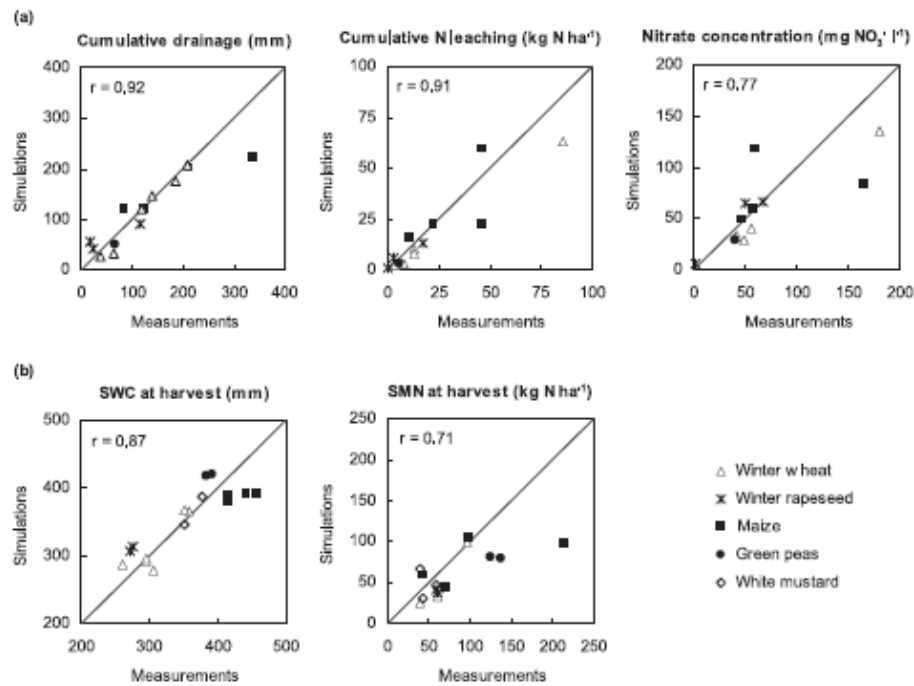 (a)
Cumulative drainage (mm)
Cumulative N leaching (kg N ha⁻¹)
Nitrate concentration (mg NO₃⁻ l⁻¹)
r = 0,92
r = 0,91
r = 0,77
Simulations
400
300
200
100
0
0 100 200 300 400
Measurements
Simulations
100
75
50
25
0
0 25 50 75 100
Measurements
Simulations
200
150
100
50
0
0 50 100 150 200
Measurements
(b)
SWC at harvest (mm)
SMN at harvest (kg N ha⁻¹)
r = 0,87
r = 0,71
Simulations
500
400
300
200
200 300 400 500
Measurements
Simulations
250
200
150
100
50
0
0 50 100 150 200 250
Measurements
Winter wheat
Winter rapeseed
Maize
Green peas
White mustard